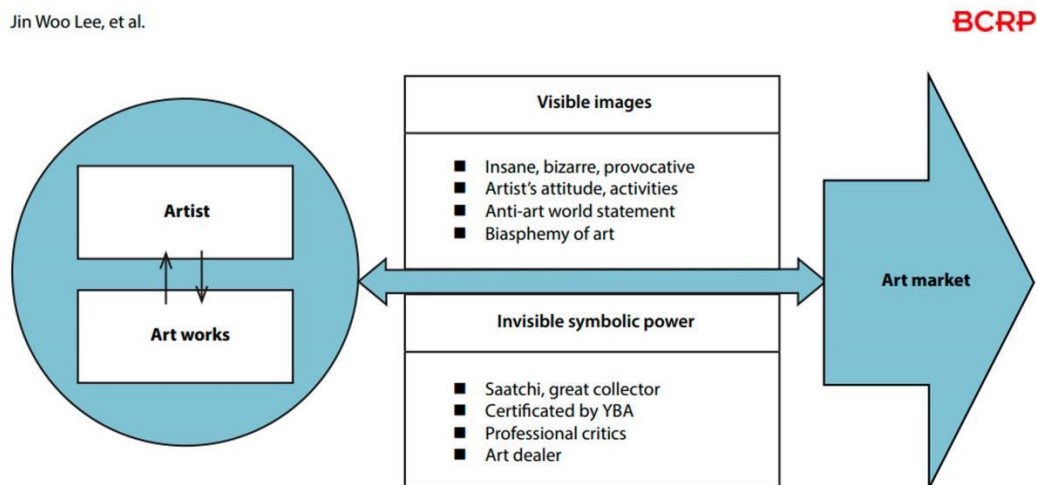 Jin Woo Lee, et al.
BCRP
Artist
Art works
Visible images
■ Insane, bizarre, provocative
■ Artist's attitude, activities
■ Anti-art world statement
■ Biasphemy of art
Invisible symbolic power
■ Saatchi, great collector
■ Certificated by YBA
■ Professional critics
■ Art dealer
Art market